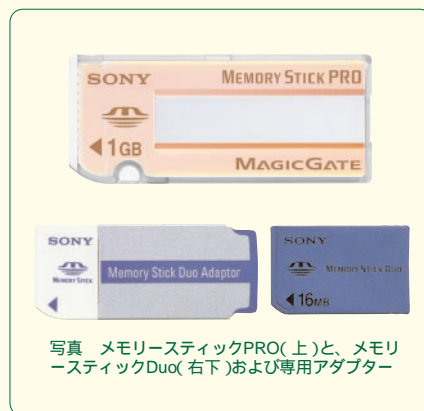 SONY MEMORY STICK PRO
1GB
MAGICGATE
SONY
MEMORY STICK
Memory Stick Duo Adaptor
SONY
MEMORY STICK DUO
16MB
写真 メモリースティックPRO(上)と、メモリ
ースティックDuo(右下)および専用アダプター